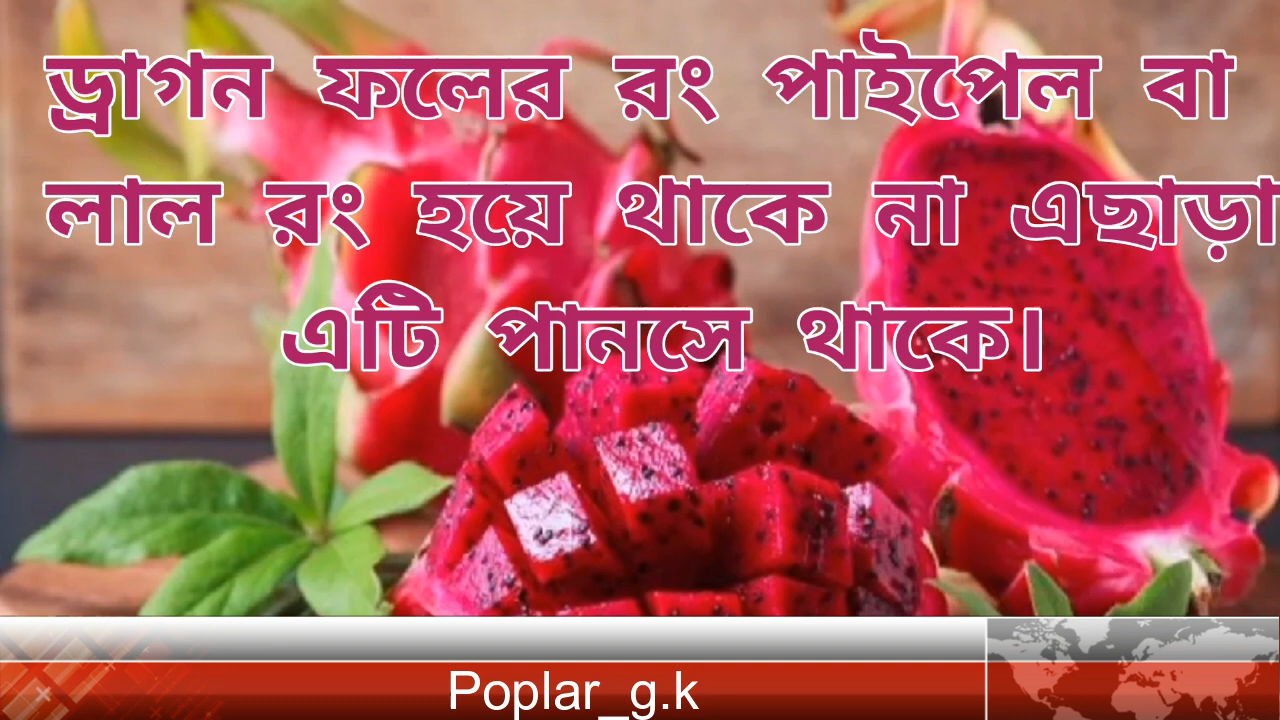 ড্রাগন ফলের রং পাইপেল বা
লাল রং হয়ে থাকে না এছাড়া
এটি পানসে থাকে।
Poplar_g.k